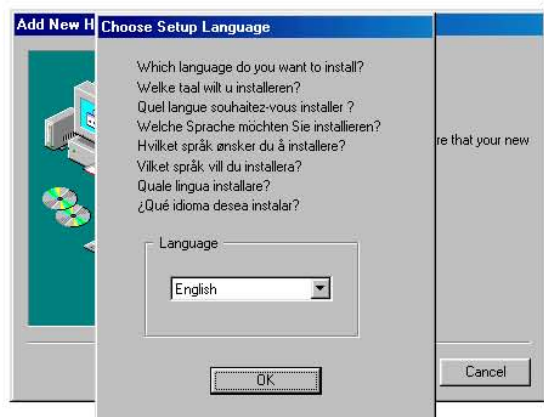 Add New H
Choose Setup Language
Which language do you want to install?
Welke taal wilt u installeren?
Quel langue souhaitez-vous installer ?
Welche Sprache möchten Sie installieren?
Hvilket språk ønsker du å installere?
Vilket språk vill du installera?
Quale lingua installare?
¿Qué idioma desea instalar?
re that your new
Language
English
OK
Cancel